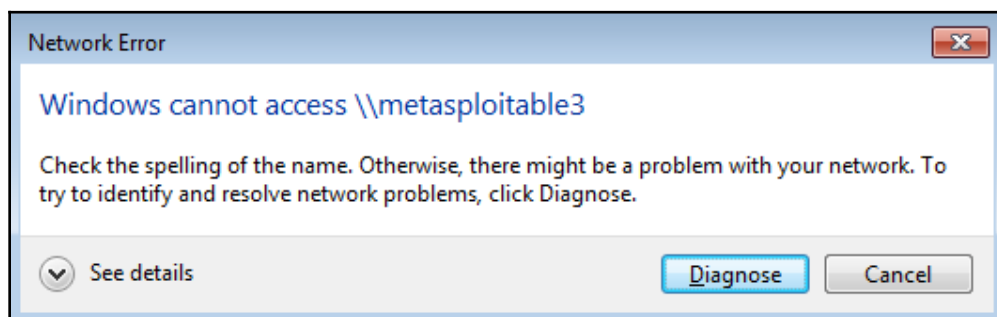 Network Error
Windows cannot access \\metasploitable3
Check the spelling of the name. Otherwise, there might be a problem with your network. To
try to identify and resolve network problems, click Diagnose.
See details
Diagnose
Cancel